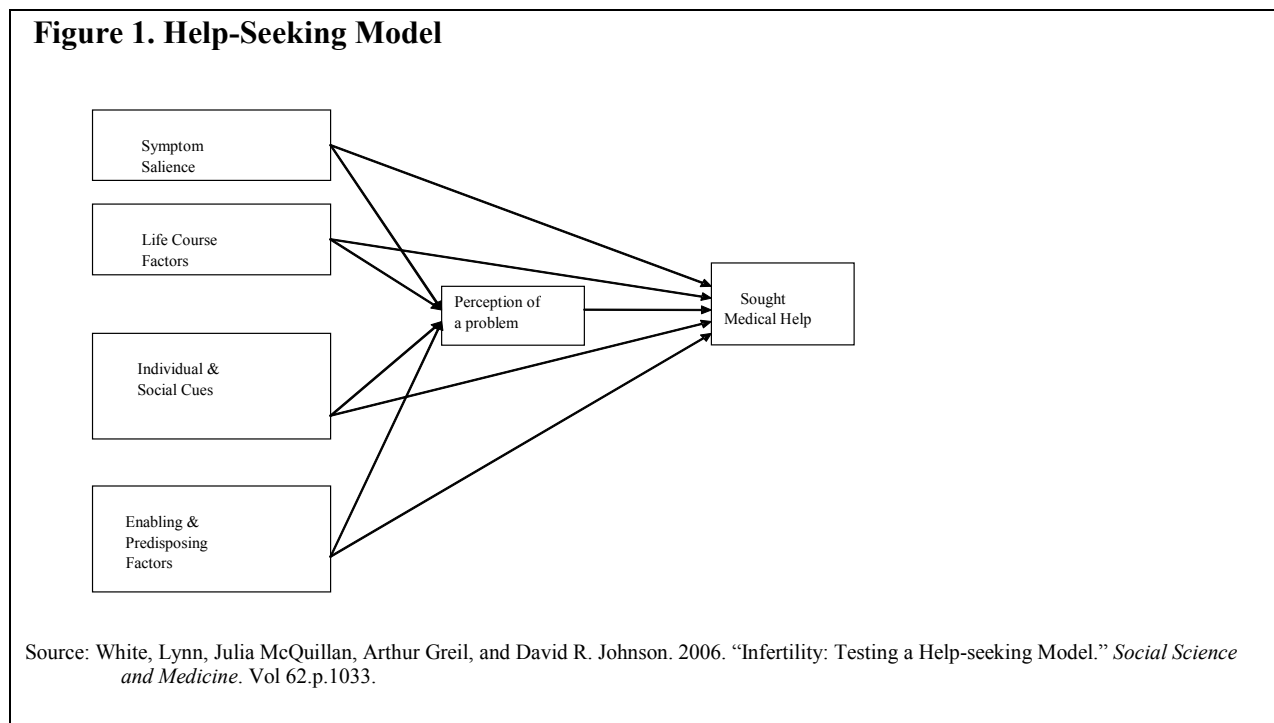 Figure 1. Help-Seeking Model
Symptom
Salience
Life Course
Factors
Perception of
a problem
Sought
Medical Help
Individual &
Social Cues
Enabling &
Predisposing
Factors
Source: White, Lynn, Julia McQuillan, Arthur Greil, and David R. Johnson. 2006. “Infertility: Testing a Help-seeking Model.” Social Science
and Medicine. Vol 62.p.1033.